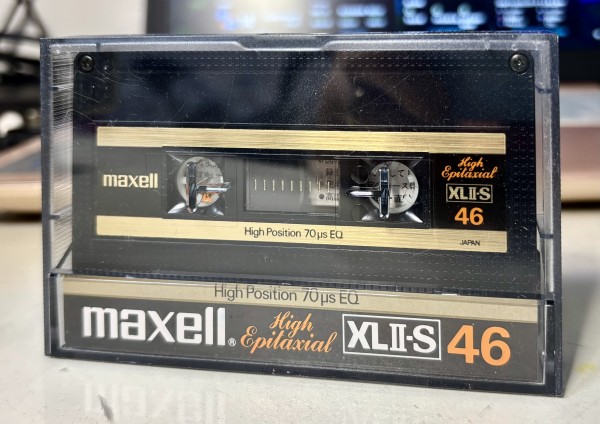 maxell
High
Epitaxial
XLII-S
46
High Position 70μs EQ
JAPAN
High Position 70μs EQ
maxell® High Epitaxial XLII-S 46